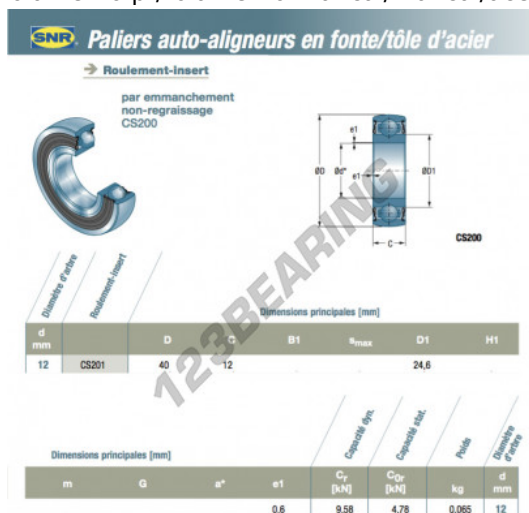 SNR Paliers auto-aligneurs en fonte/tôle d'acier
→ Roulement-insert
par emmanchement
non-regraissage
CS200
e1
ØD
Ød*
e1
ØD1
C
CS200
123BEARING
Diamètre d'arbre
Roulement-insert
Dimensions principales [mm]
d
mm
D
C
B1
smax
D1
H1
12 CS201 40 12 24,6
Capacité dyn.
Capacité stat.
Poids
Diamètre d'arbre
Dimensions principales [mm]
m G a* e1 Cr [kN] C0r [kN] kg d mm
0.6 9.58 4.78 0.065 12